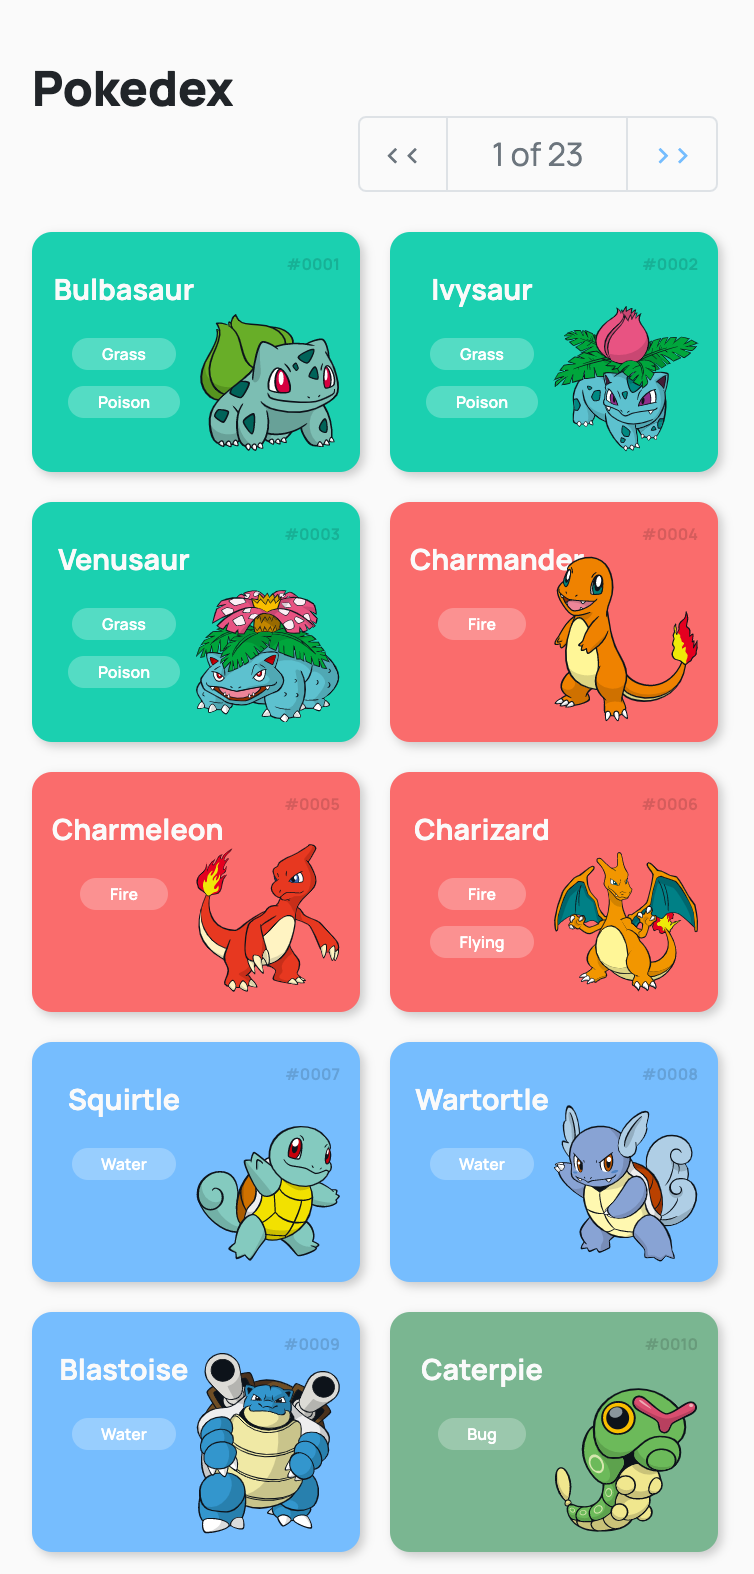 Pokedex
<< 1 of 23 >>
#0001
Bulbasaur
Grass
Poison
#0002
Ivysaur
Grass
Poison
#0003
Venusaur
Grass
Poison
#0004
Charmander
Fire
#0005
Charmeleon
Fire
#0006
Charizard
Fire
Flying
#0007
Squirtle
Water
#0008
Wartortle
Water
#0009
Blastoise
Water
#0010
Caterpie
Bug